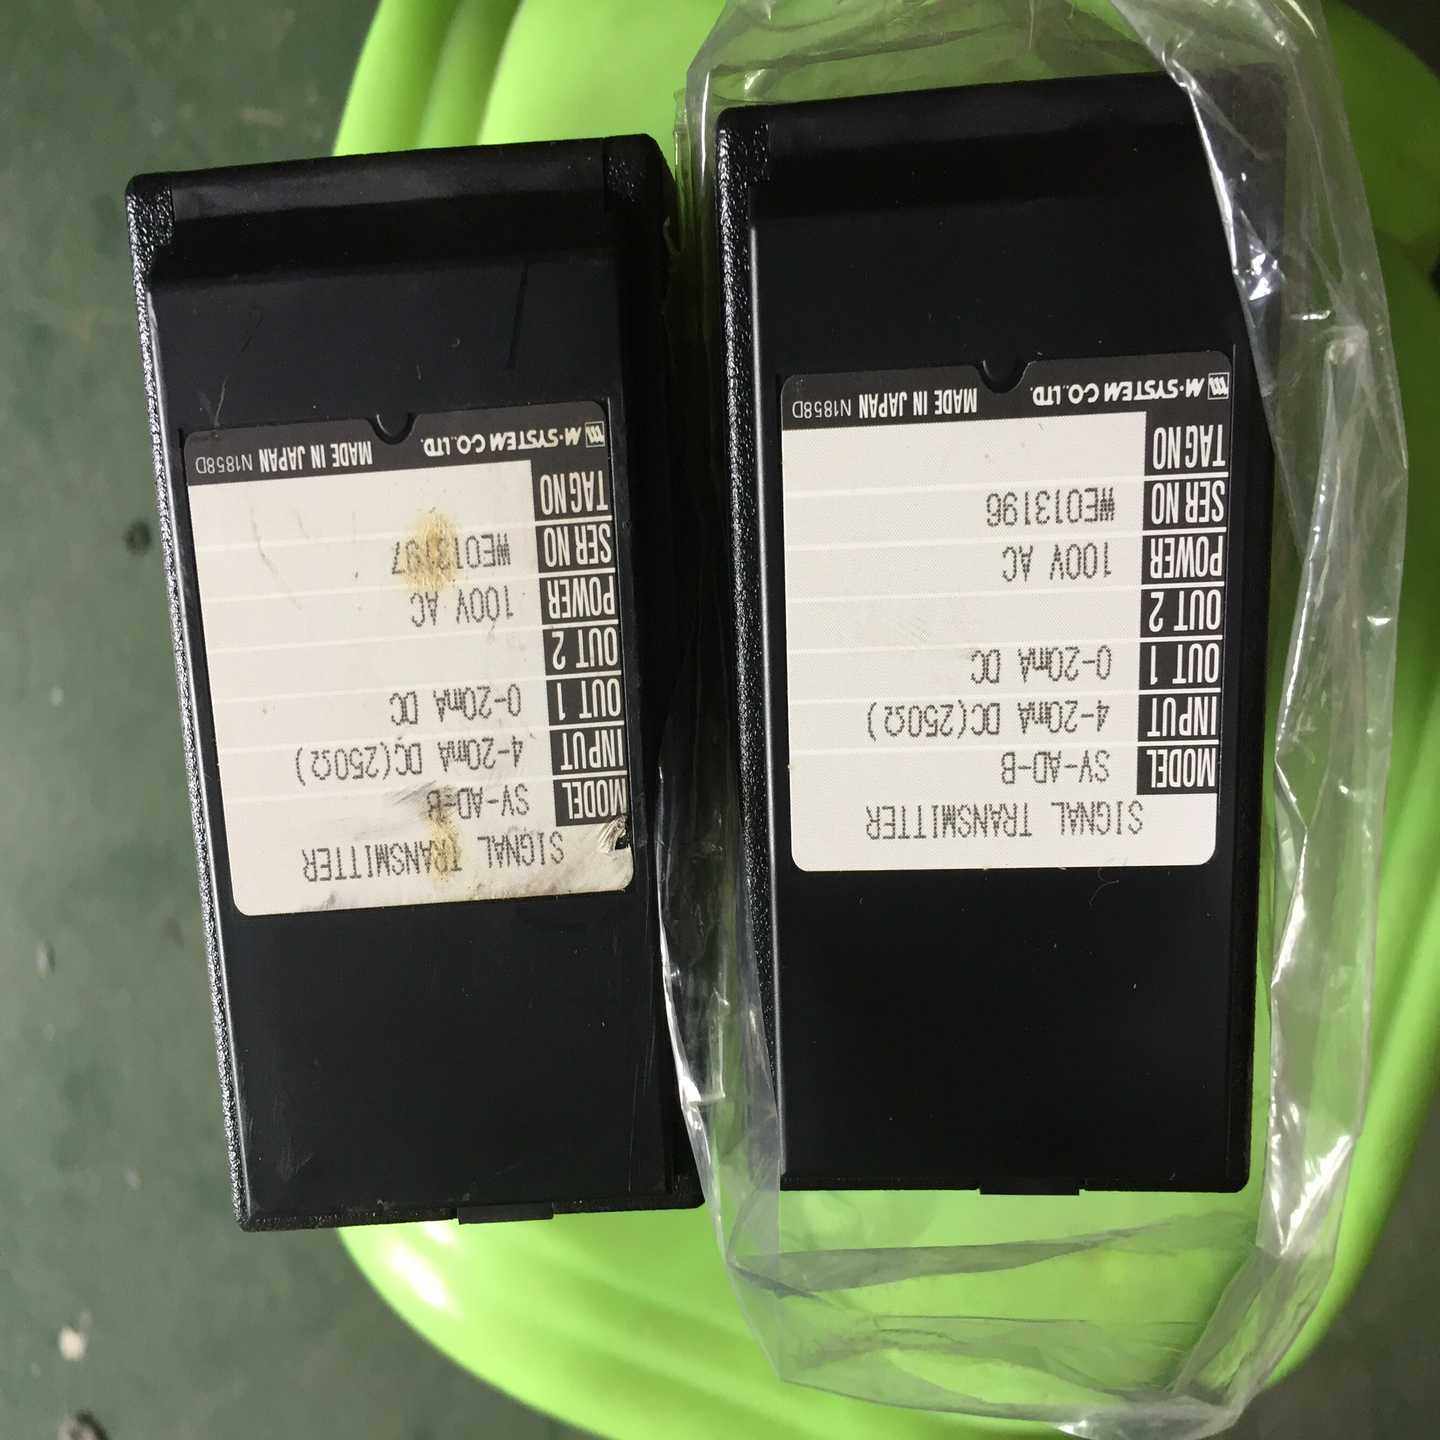 SIGNAL TRANSMITTER
MODEL SV-AD-B
INPUT 4-20mA DC(250Ω)
OUT 1 0-20mA DC
OUT 2
POWER 100V AC
SER NO WE013196
TAG NO
M-SYSTEM CO.,LTD. MADE IN JAPAN N1858D
SIGNAL TRANSMITTER
MODEL SV-AD-B
INPUT 4-20mA DC(250Ω)
OUT 1 0-20mA DC
OUT 2
POWER 100V AC
SER NO WE013197
TAG NO
M-SYSTEM CO.,LTD. MADE IN JAPAN N1858D